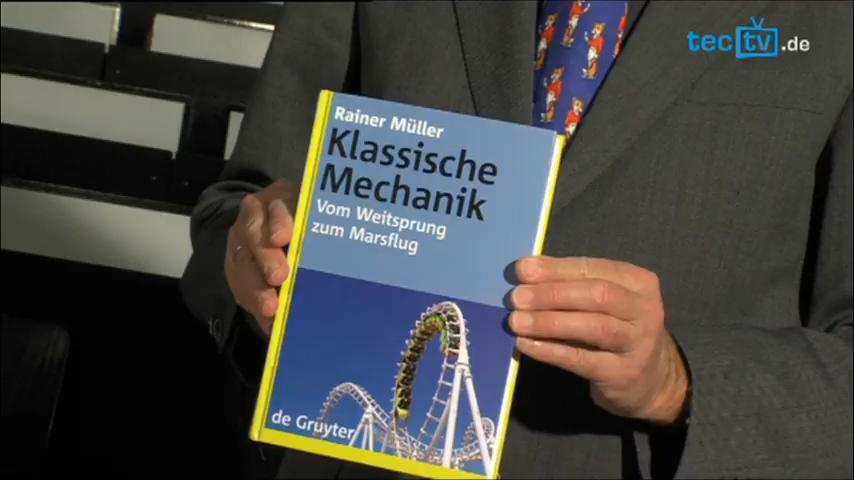 tectv.de
Rainer Müller
Klassische
Mechanik
Vom Weitsprung
zum Marsflug
de Gruyter